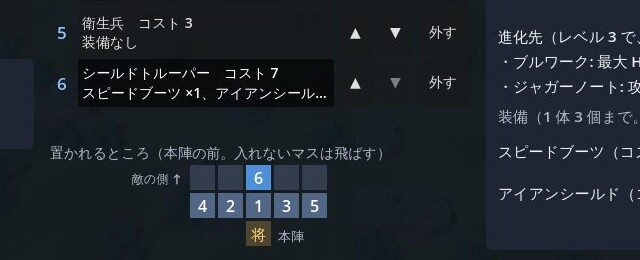 5 衛生兵　コスト 3
装備なし
▲ ▼ 外す
6 シールドトルーパー　コスト 7
スピードブーツ ×1、アイアンシール…
▲ ▼ 外す
置かれるところ（本陣の前。入れないマスは飛ばす）
敵の側 ↑ 6
4 2 1 3 5
将 本陣
進化先（レベル 3 で、
・ブルワーク: 最大 H
・ジャガーノート: 攻
装備（1 体 3 個まで。
スピードブーツ（コス
アイアンシールド（コ